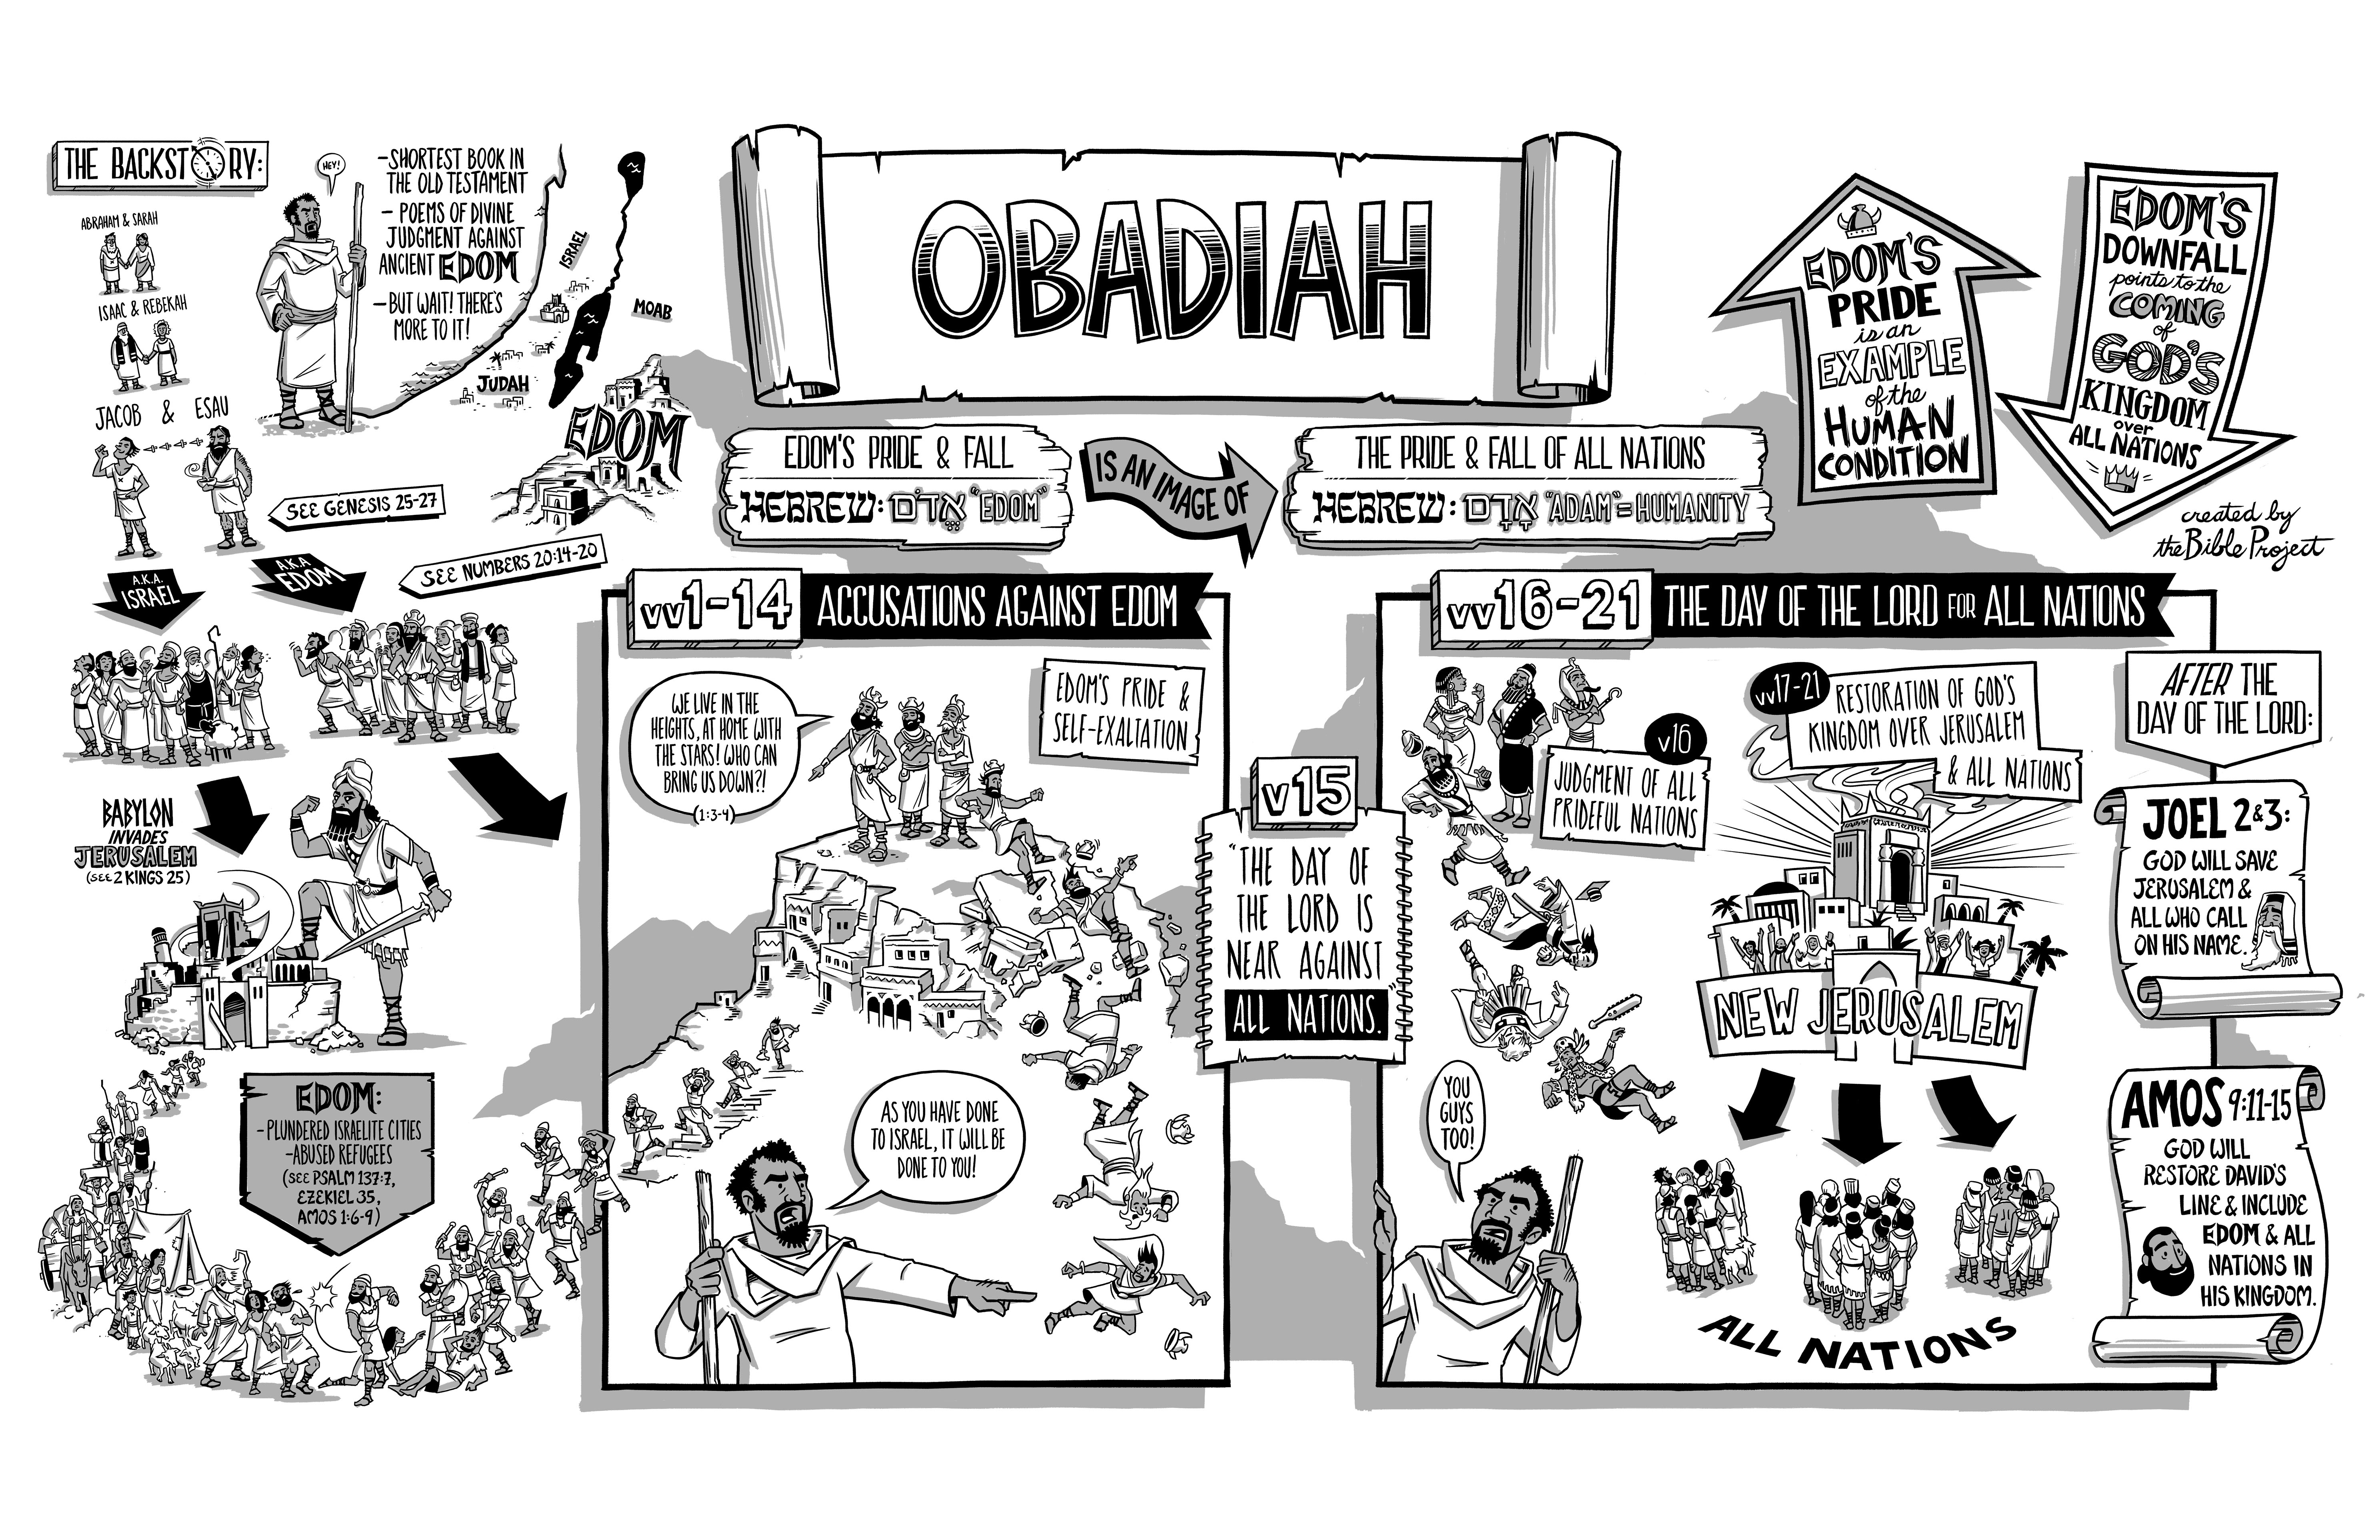 THE BACKSTORY:
ABRAHAM & SARAH
ISAAC & REBEKAH
JACOB & ESAU
SEE GENESIS 25-27
A.K.A.
ISRAEL
A.K.A.
EDOM
SEE NUMBERS 20:14-20
HEY!
-SHORTEST BOOK IN
THE OLD TESTAMENT
- POEMS OF DIVINE
JUDGMENT AGAINST
ANCIENT EDOM
-BUT WAIT! THERE'S
MORE TO IT!
ISRAEL
MOAB
JUDAH
EDOM
BABYLON
INVADES
JERUSALEM
(SEE 2 KINGS 25)
EDOM:
-PLUNDERED ISRAELITE CITIES
-ABUSED REFUGEES
(SEE PSALM 137:7,
EZEKIEL 35,
AMOS 1:6-9)
OBADIAH
EDOM'S PRIDE & FALL
HEBREW: אֱדֹם "EDOM"
IS AN IMAGE OF
THE PRIDE & FALL OF ALL NATIONS
HEBREW: אָדָם "ADAM"=HUMANITY
EDOM'S
PRIDE
is an
EXAMPLE
of the
HUMAN
CONDITION
EDOM'S
DOWNFALL
points to the
COMING
of
GOD'S
KINGDOM
over
ALL NATIONS
created by
the Bible Project
vv1-14 ACCUSATIONS AGAINST EDOM
WE LIVE IN THE
HEIGHTS, AT HOME WITH
THE STARS! WHO CAN
BRING US DOWN?!
(1:3-4)
EDOM'S PRIDE &
SELF-EXALTATION
AS YOU HAVE DONE
TO ISRAEL, IT WILL BE
DONE TO YOU!
v15
"THE DAY OF
THE LORD IS
NEAR AGAINST
ALL NATIONS."
vv16-21 THE DAY OF THE LORD FOR ALL NATIONS
v16
JUDGMENT OF ALL
PRIDEFUL NATIONS
YOU
GUYS
TOO!
vv17-21 RESTORATION OF GOD'S
KINGDOM OVER JERUSALEM
& ALL NATIONS
NEW JERUSALEM
ALL NATIONS
AFTER THE
DAY OF THE LORD:
JOEL 2&3:
GOD WILL SAVE
JERUSALEM &
ALL WHO CALL
ON HIS NAME.
AMOS 9:11-15
GOD WILL
RESTORE DAVID'S
LINE & INCLUDE
EDOM & ALL
NATIONS IN
HIS KINGDOM.